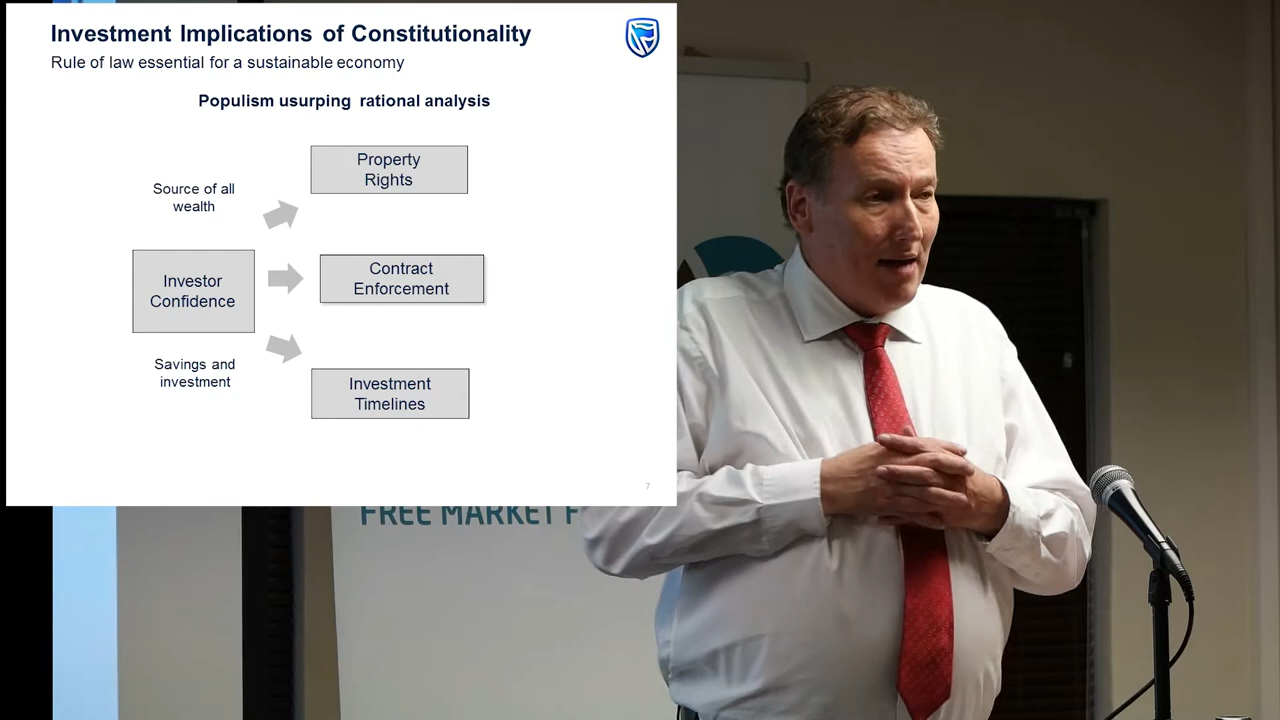 Investment Implications of Constitutionality
Rule of law essential for a sustainable economy
Populism usurping rational analysis
Property
Rights
Source of all
wealth
Contract
Enforcement
Investor
Confidence
Savings and
investment
Investment
Timelines
7
FREE MARKET F